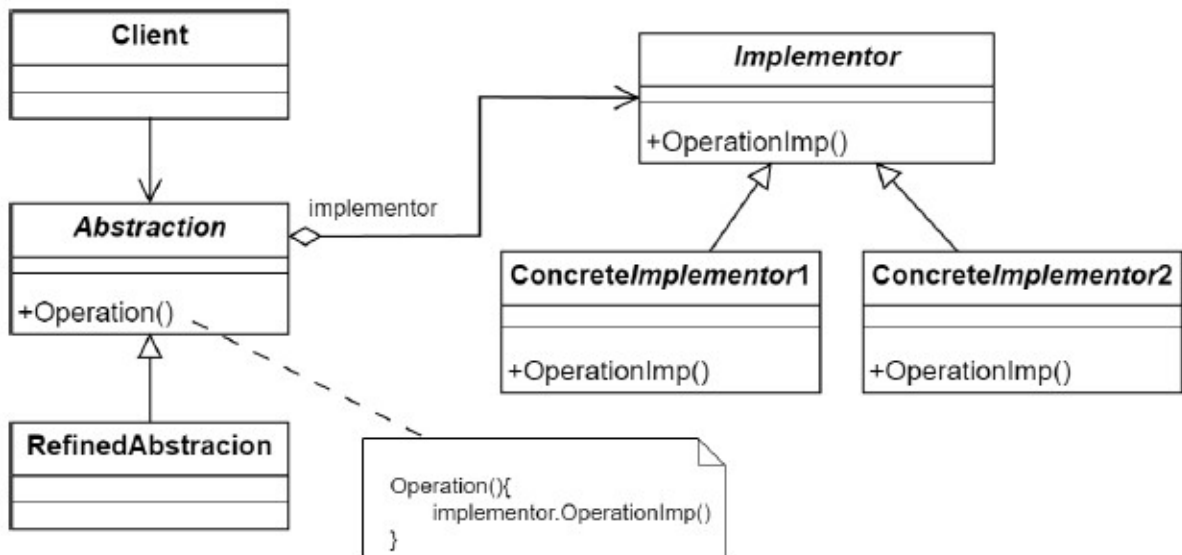 Client
Implementor
+OperationImp()
Abstraction
implementor
+Operation()
ConcreteImplementor1
ConcreteImplementor2
+OperationImp()
+OperationImp()
RefinedAbstracion
Operation(){
implementor.OperationImp()
}